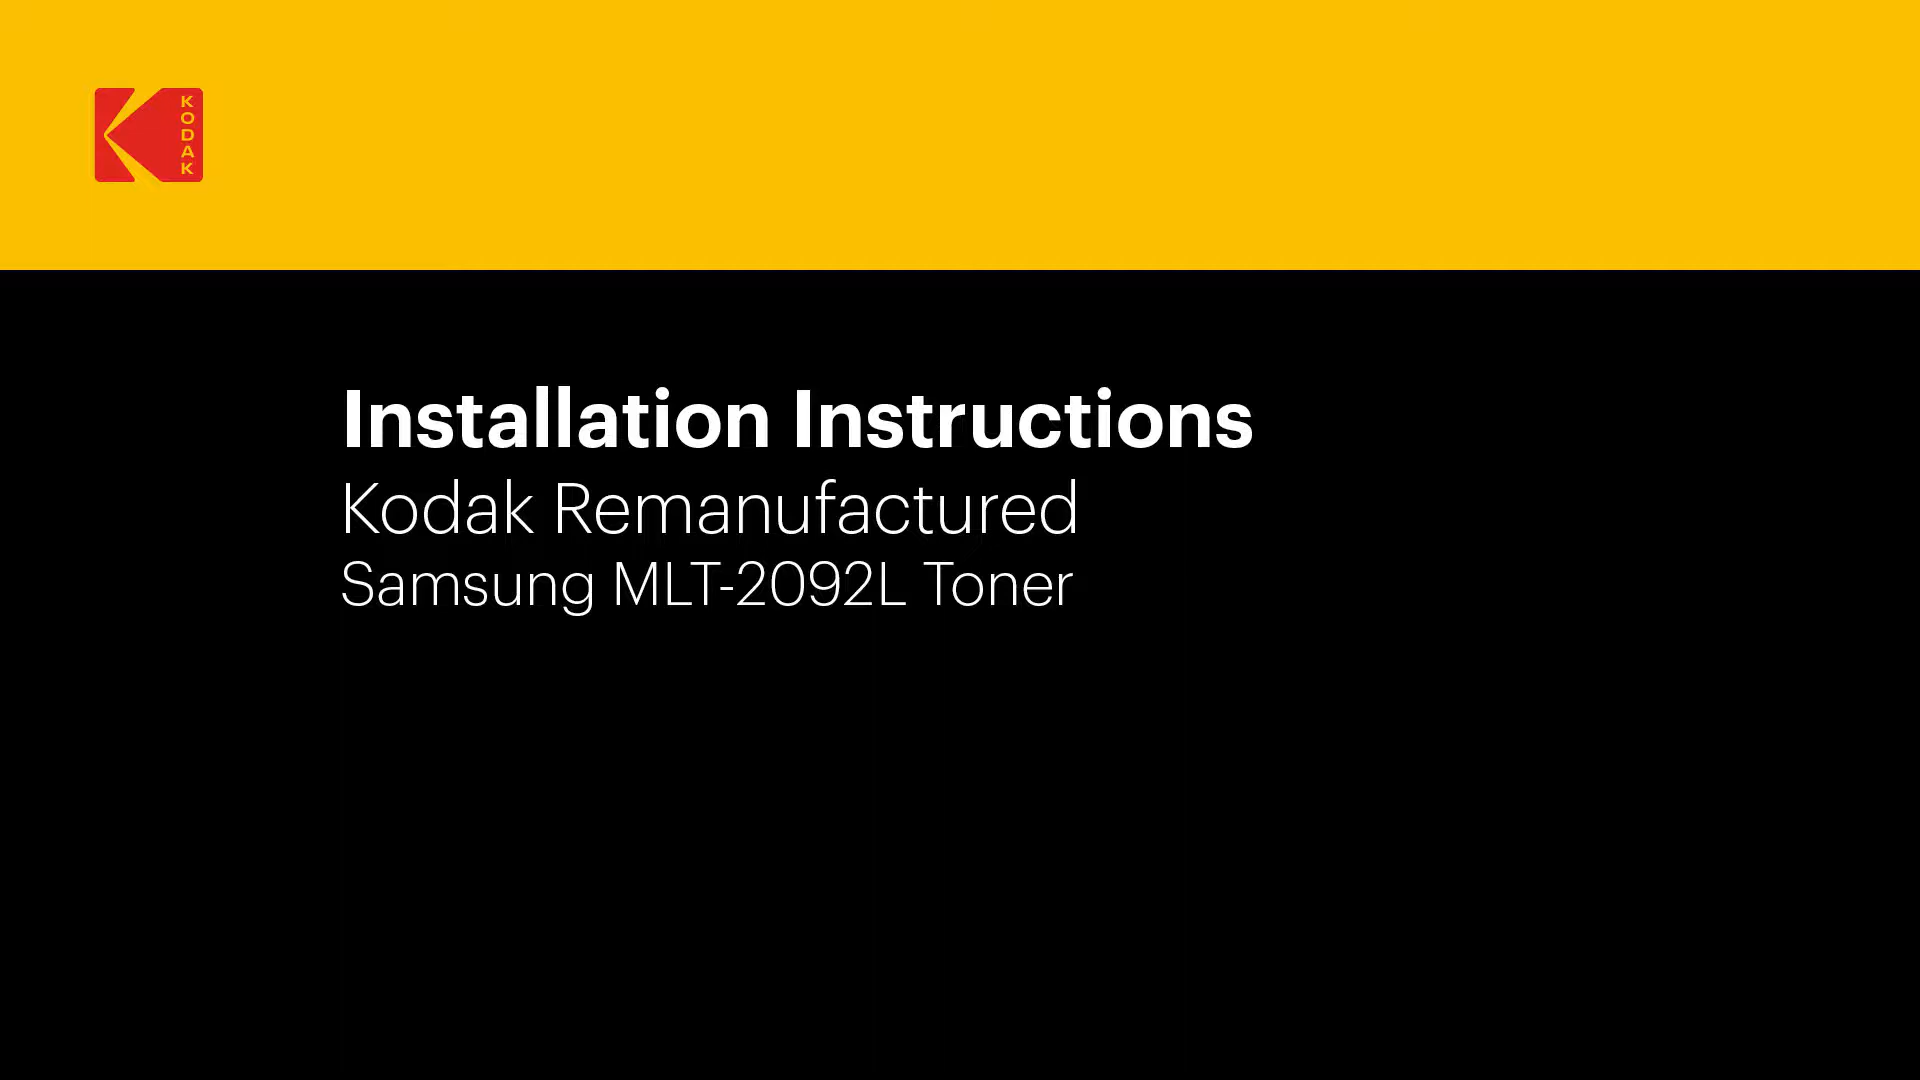 KODAK
Installation Instructions
Kodak Remanufactured
Samsung MLT-2092L Toner